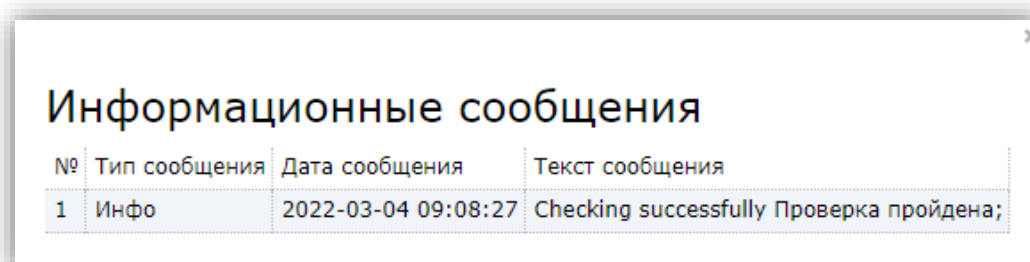 Информационные сообщения
№ Тип сообщения Дата сообщения Текст сообщения
1 Инфо 2022-03-04 09:08:27 Checking successfully Проверка пройдена;